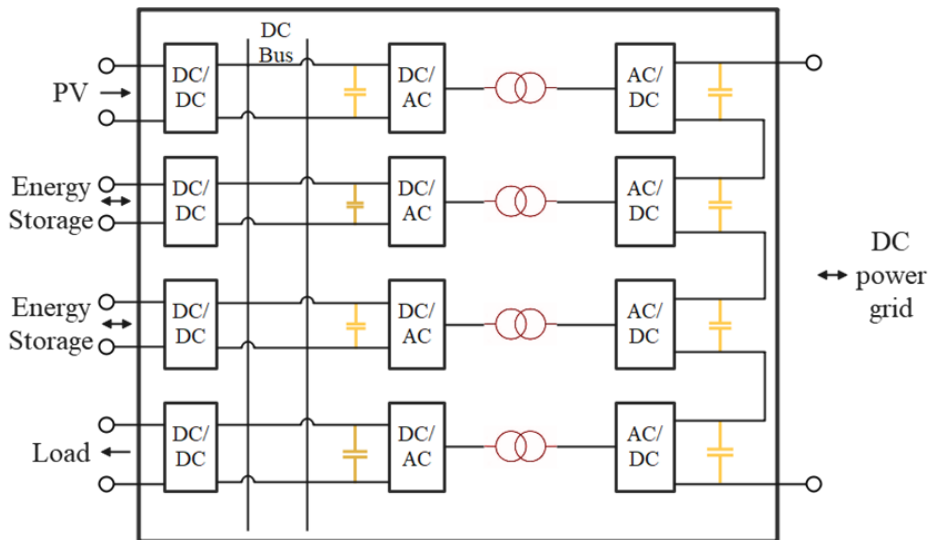 DC
Bus
PV
DC/
DC
DC/
AC
AC/
DC
Energy
Storage
DC/
DC
DC/
AC
AC/
DC
DC
power
grid
Energy
Storage
DC/
DC
DC/
AC
AC/
DC
Load
DC/
DC
DC/
AC
AC/
DC